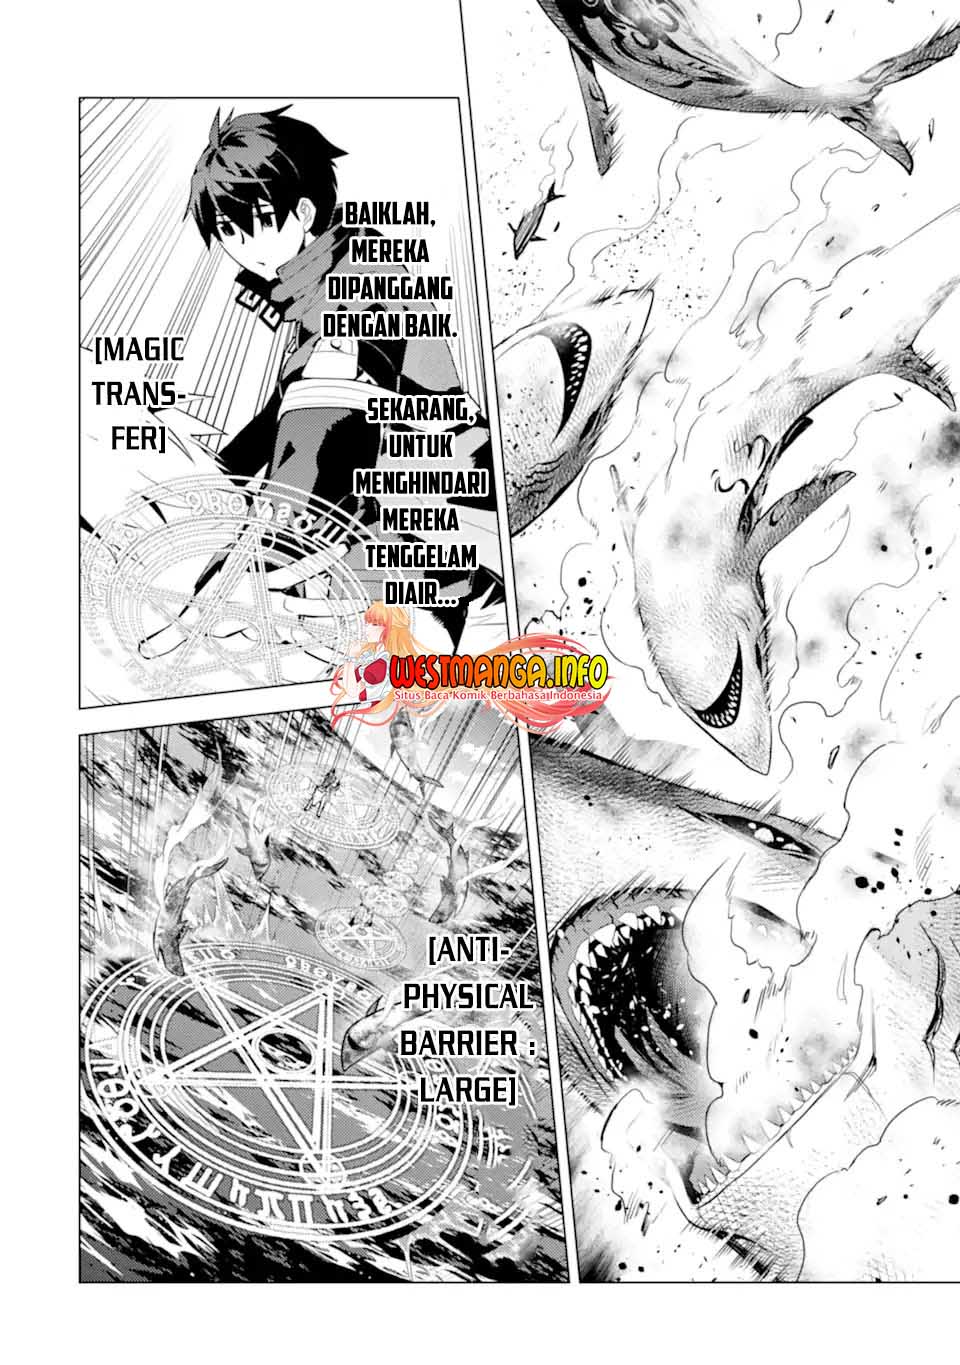 BAIKLAH,
MEREKA
DIPANGGANG
DENGAN BAIK.
SEKARANG,
UNTUK
MENGHINDARI
MEREKA
TENGGELAM
DIAIR...
[MAGIC
TRANS-
FER]
WESTMANGA.INFO
Situs Baca Komik Berbahasa Indonesia
[ANTI-
PHYSICAL
BARRIER :
LARGE]